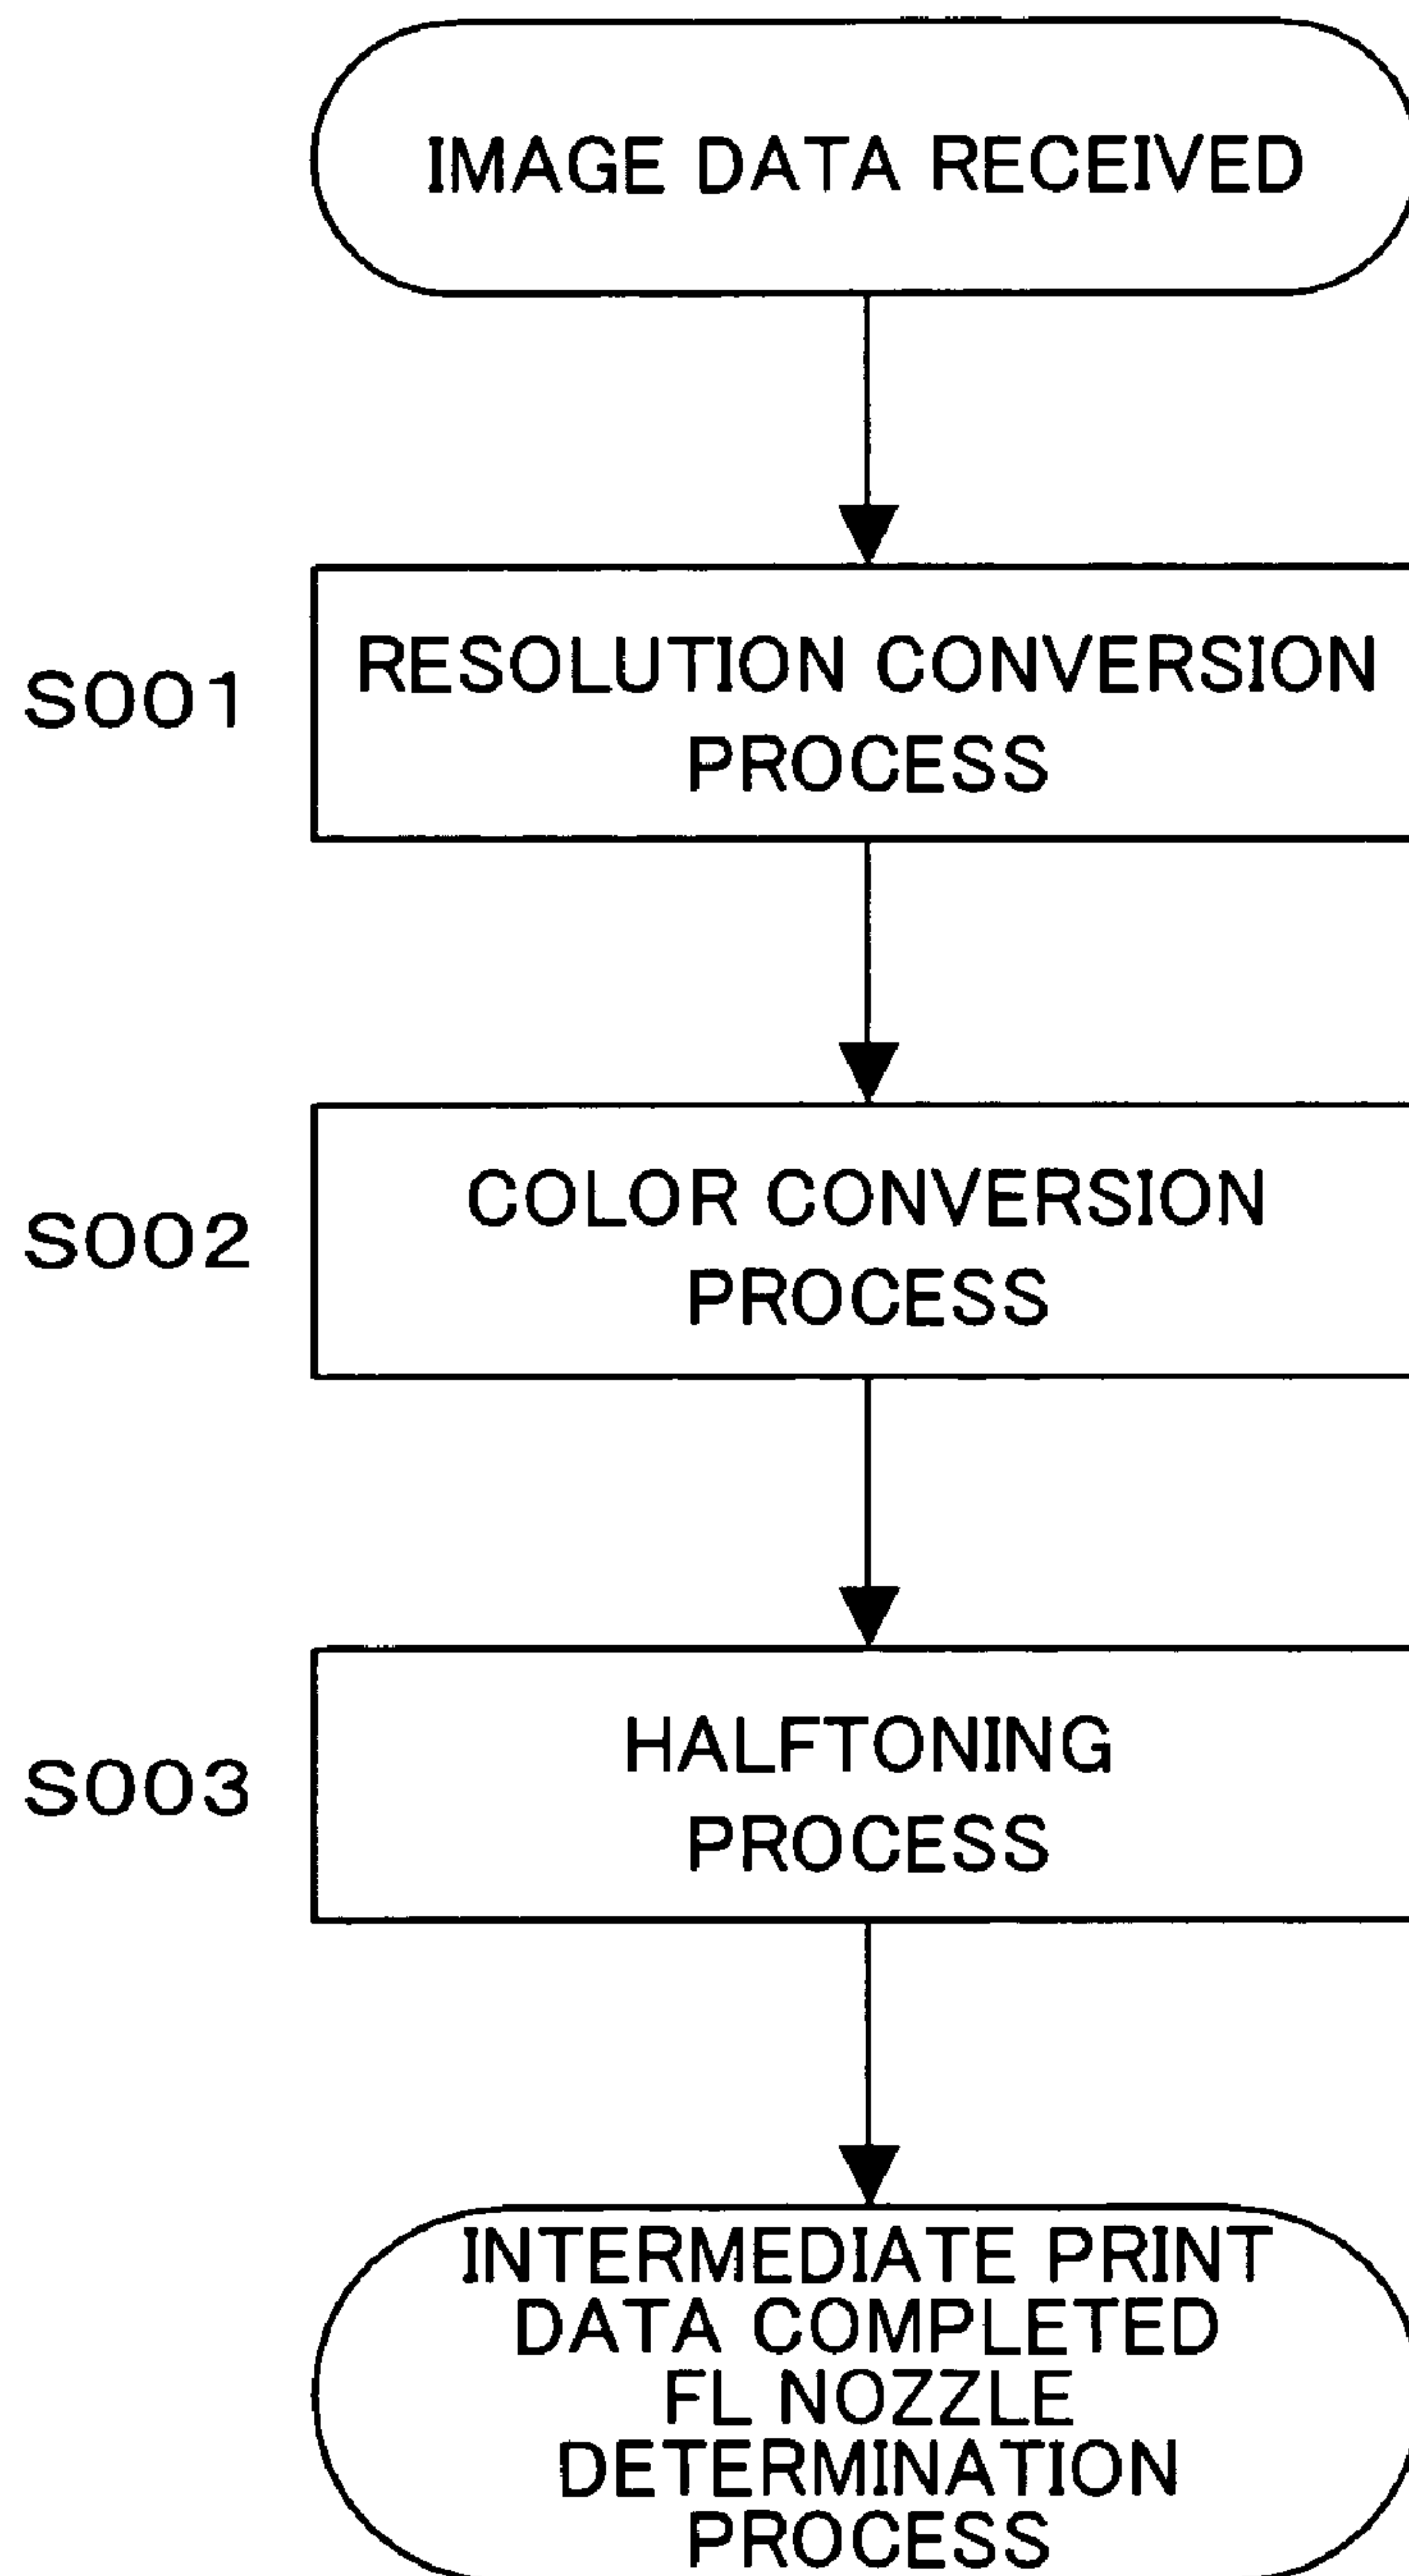 IMAGE DATA RECEIVED
S001
RESOLUTION CONVERSION
PROCESS
S002
COLOR CONVERSION
PROCESS
S003
HALFTONING
PROCESS
INTERMEDIATE PRINT
DATA COMPLETED
FL NOZZLE
DETERMINATION
PROCESS